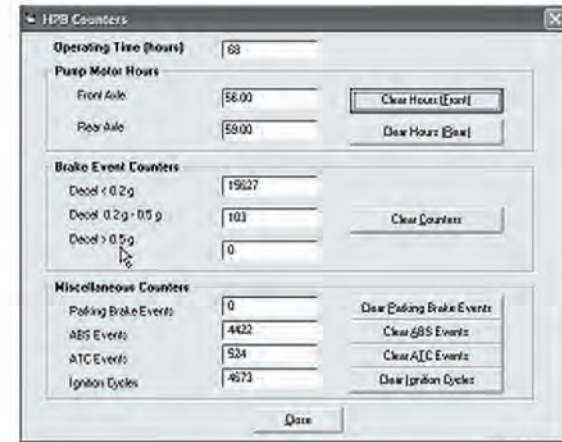 HPB Counters
Operating Time (hours) 68
Pump Motor Hours
Front Axle 56.00 Clear Hours (Front)
Rear Axle 59.00 Clear Hours (Rear)
Brake Event Counters
Decel < 0.2 g 15627
Decel 0.2 g - 0.5 g 103 Clear Counters
Decel > 0.5 g 0
Miscellaneous Counters
Parking Brake Events 0 Clear Parking Brake Events
ABS Events 4422 Clear ABS Events
ATC Events 524 Clear ATC Events
Ignition Cycles 4673 Clear Ignition Cycles
Close